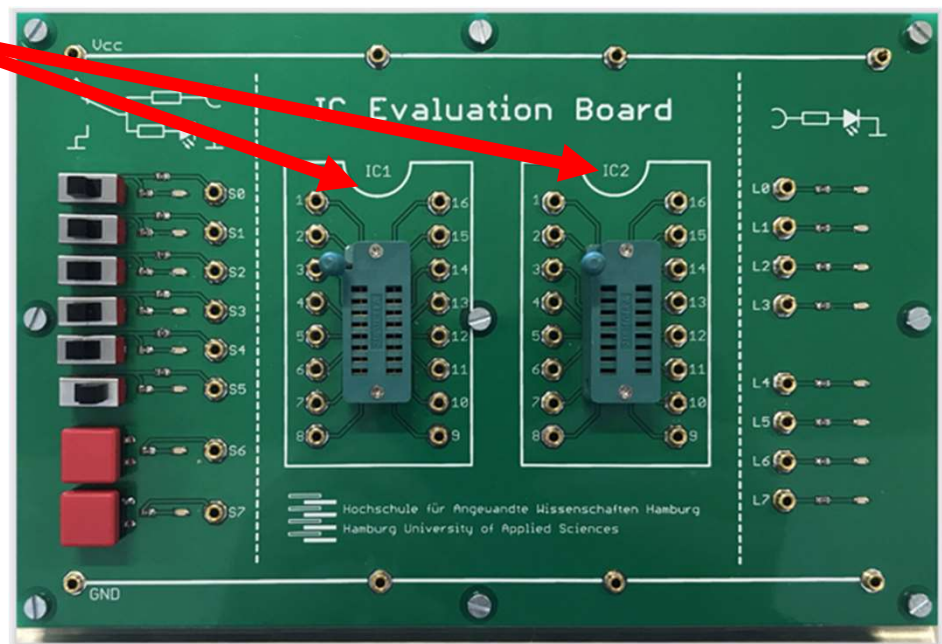 Vcc
IC Evaluation Board
IC1
IC2
1 16
2 15
3 14
4 13
5 12
6 11
7 10
8 9
1 16
2 15
3 14
4 13
5 12
6 11
7 10
8 9
S0
S1
S2
S3
S4
S5
S6
S7
L0
L1
L2
L3
L4
L5
L6
L7
Hochschule für Angewandte Wissenschaften Hamburg
Hamburg University of Applied Sciences
GND